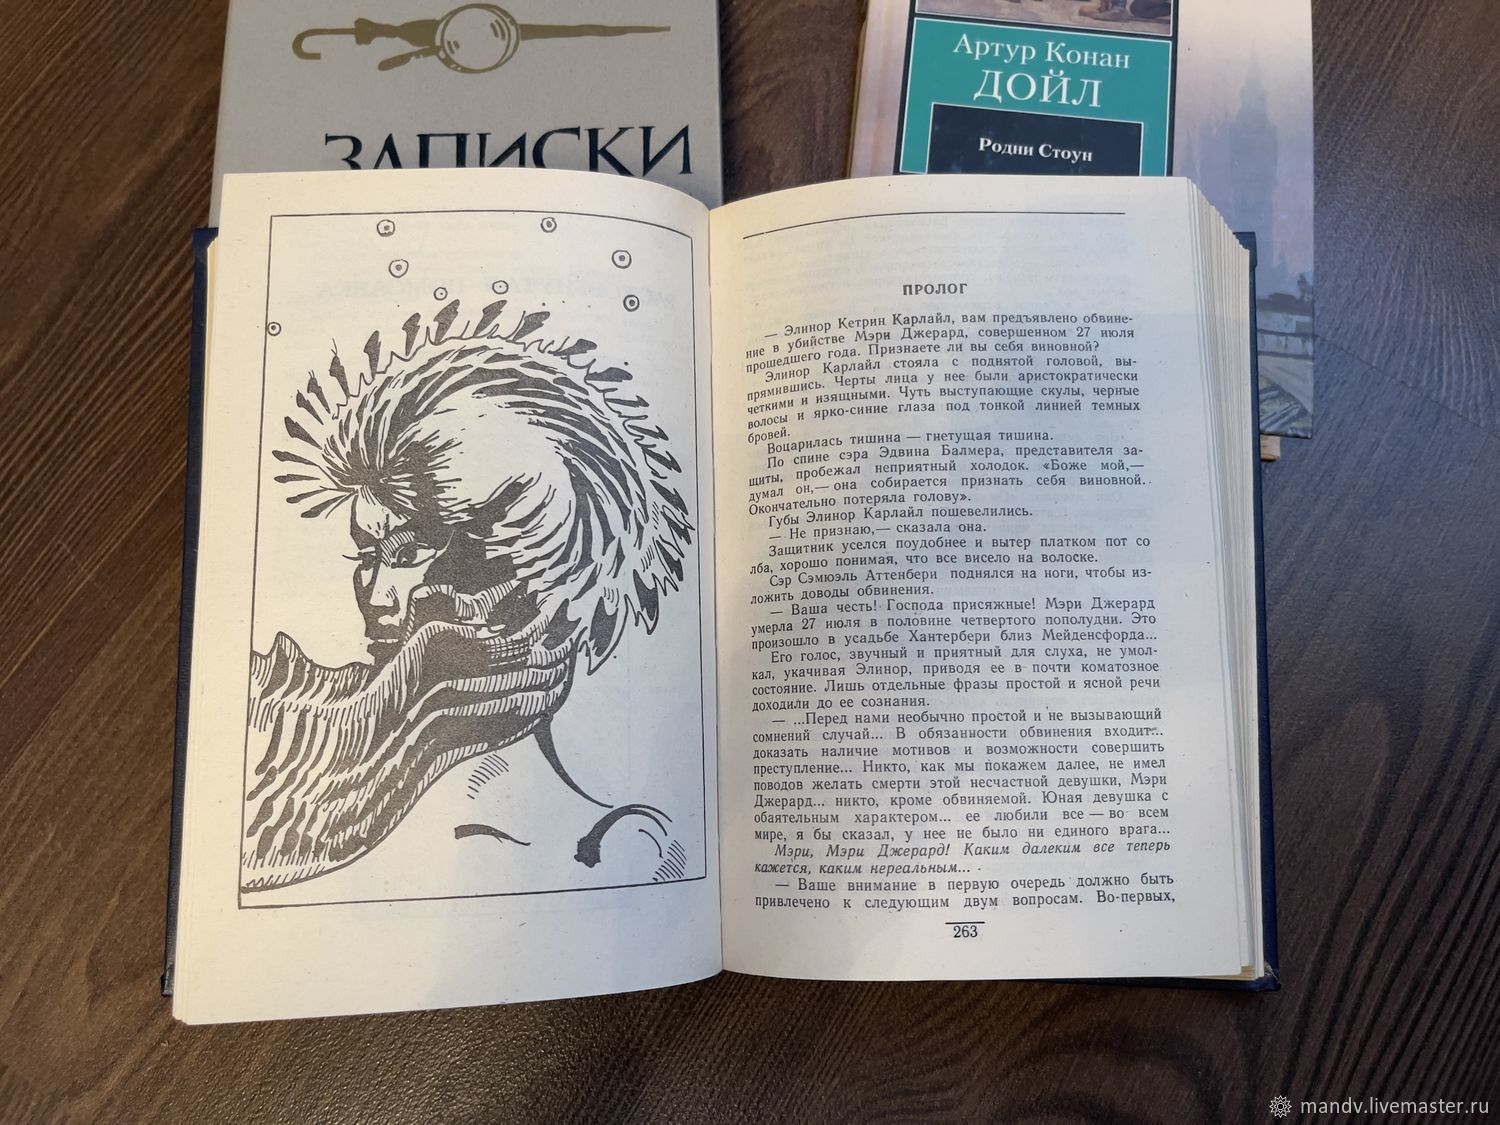 ЗАПИСКИ
Артур Конан
ДОЙЛ
Родни Стоун
ПРОЛОГ
— Элинор Кетрин Карлайл, вам предъявлено обвине-
ние в убийстве Мэри Джерард, совершенном 27 июля
прошедшего года. Признаете ли вы себя виновной?
Элинор Карлайл стояла с поднятой головой, вы-
прямившись. Черты лица у нее были аристократически
четкими и изящными. Чуть выступающие скулы, черные
волосы и ярко-синие глаза под тонкой линией темных
бровей.
Воцарилась тишина — гнетущая тишина.
По спине сэра Эдвина Балмера, представителя за-
щиты, пробежал неприятный холодок. «Боже мой,—
думал он,— она собирается признать себя виновной.
Окончательно потеряла голову».
Губы Элинор Карлайл пошевелились.
— Не признаю,— сказала она.
Защитник уселся поудобнее и вытер платком пот со
лба, хорошо понимая, что все висело на волоске.
Сэр Сэмюэль Аттенбери поднялся на ноги, чтобы из-
ложить доводы обвинения.
— Ваша честь! Господа присяжные! Мэри Джерард
умерла 27 июля в половине четвертого пополудни. Это
произошло в усадьбе Хантербери близ Мейденсфорда...
Его голос, звучный и приятный для слуха, не умол-
кал, укачивая Элинор, приводя ее в почти коматозное
состояние. Лишь отдельные фразы простой и ясной речи
доходили до ее сознания.
— ...Перед нами необычно простой и не вызывающий
сомнений случай... В обязанности обвинения входит...
доказать наличие мотивов и возможности совершить
преступление... Никто, как мы покажем далее, не имел
поводов желать смерти этой несчастной девушки, Мэри
Джерард... никто, кроме обвиняемой. Юная девушка с
обаятельным характером... ее любили все — во всем
мире, я бы сказал, у нее не было ни единого врага...
Мэри, Мэри Джерард! Каким далеким все теперь
кажется, каким нереальным...
— Ваше внимание в первую очередь должно быть
привлечено к следующим двум вопросам. Во-первых,
263
mandv.livemaster.ru